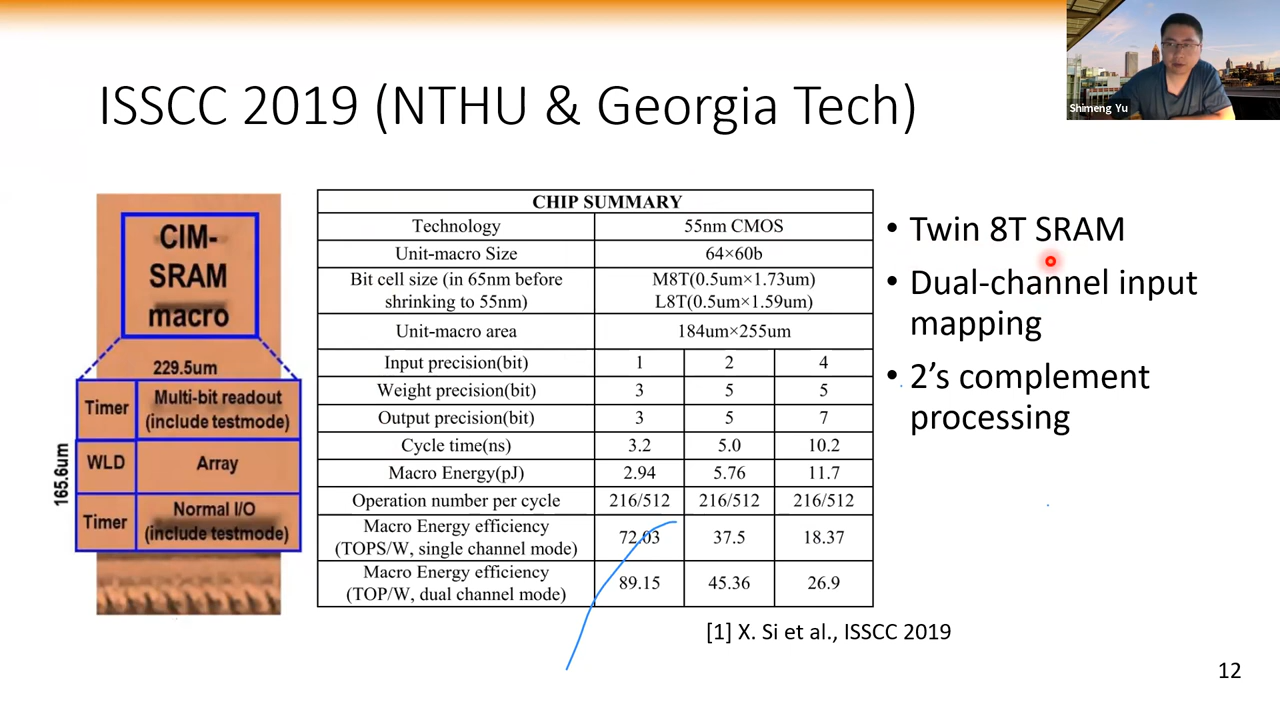 Shimeng Yu
ISSCC 2019 (NTHU & Georgia Tech)
CIM-
SRAM
macro
229.5um
Timer
Multi-bit readout
(include testmode)
165.6um
WLD
Array
Timer
Normal I/O
(include testmode)
CHIP SUMMARY
Technology 55nm CMOS
Unit-macro Size 64×60b
Bit cell size (in 65nm before M8T(0.5um×1.73um)
shrinking to 55nm) L8T(0.5um×1.59um)
Unit-macro area 184um×255um
Input precision(bit) 1 2 4
Weight precision(bit) 3 5 5
Output precision(bit) 3 5 7
Cycle time(ns) 3.2 5.0 10.2
Macro Energy(pJ) 2.94 5.76 11.7
Operation number per cycle 216/512 216/512 216/512
Macro Energy efficiency
(TOPS/W, single channel mode) 72.03 37.5 18.37
Macro Energy efficiency
(TOP/W, dual channel mode) 89.15 45.36 26.9
• Twin 8T SRAM
• Dual-channel input
mapping
• 2’s complement
processing
[1] X. Si et al., ISSCC 2019
12